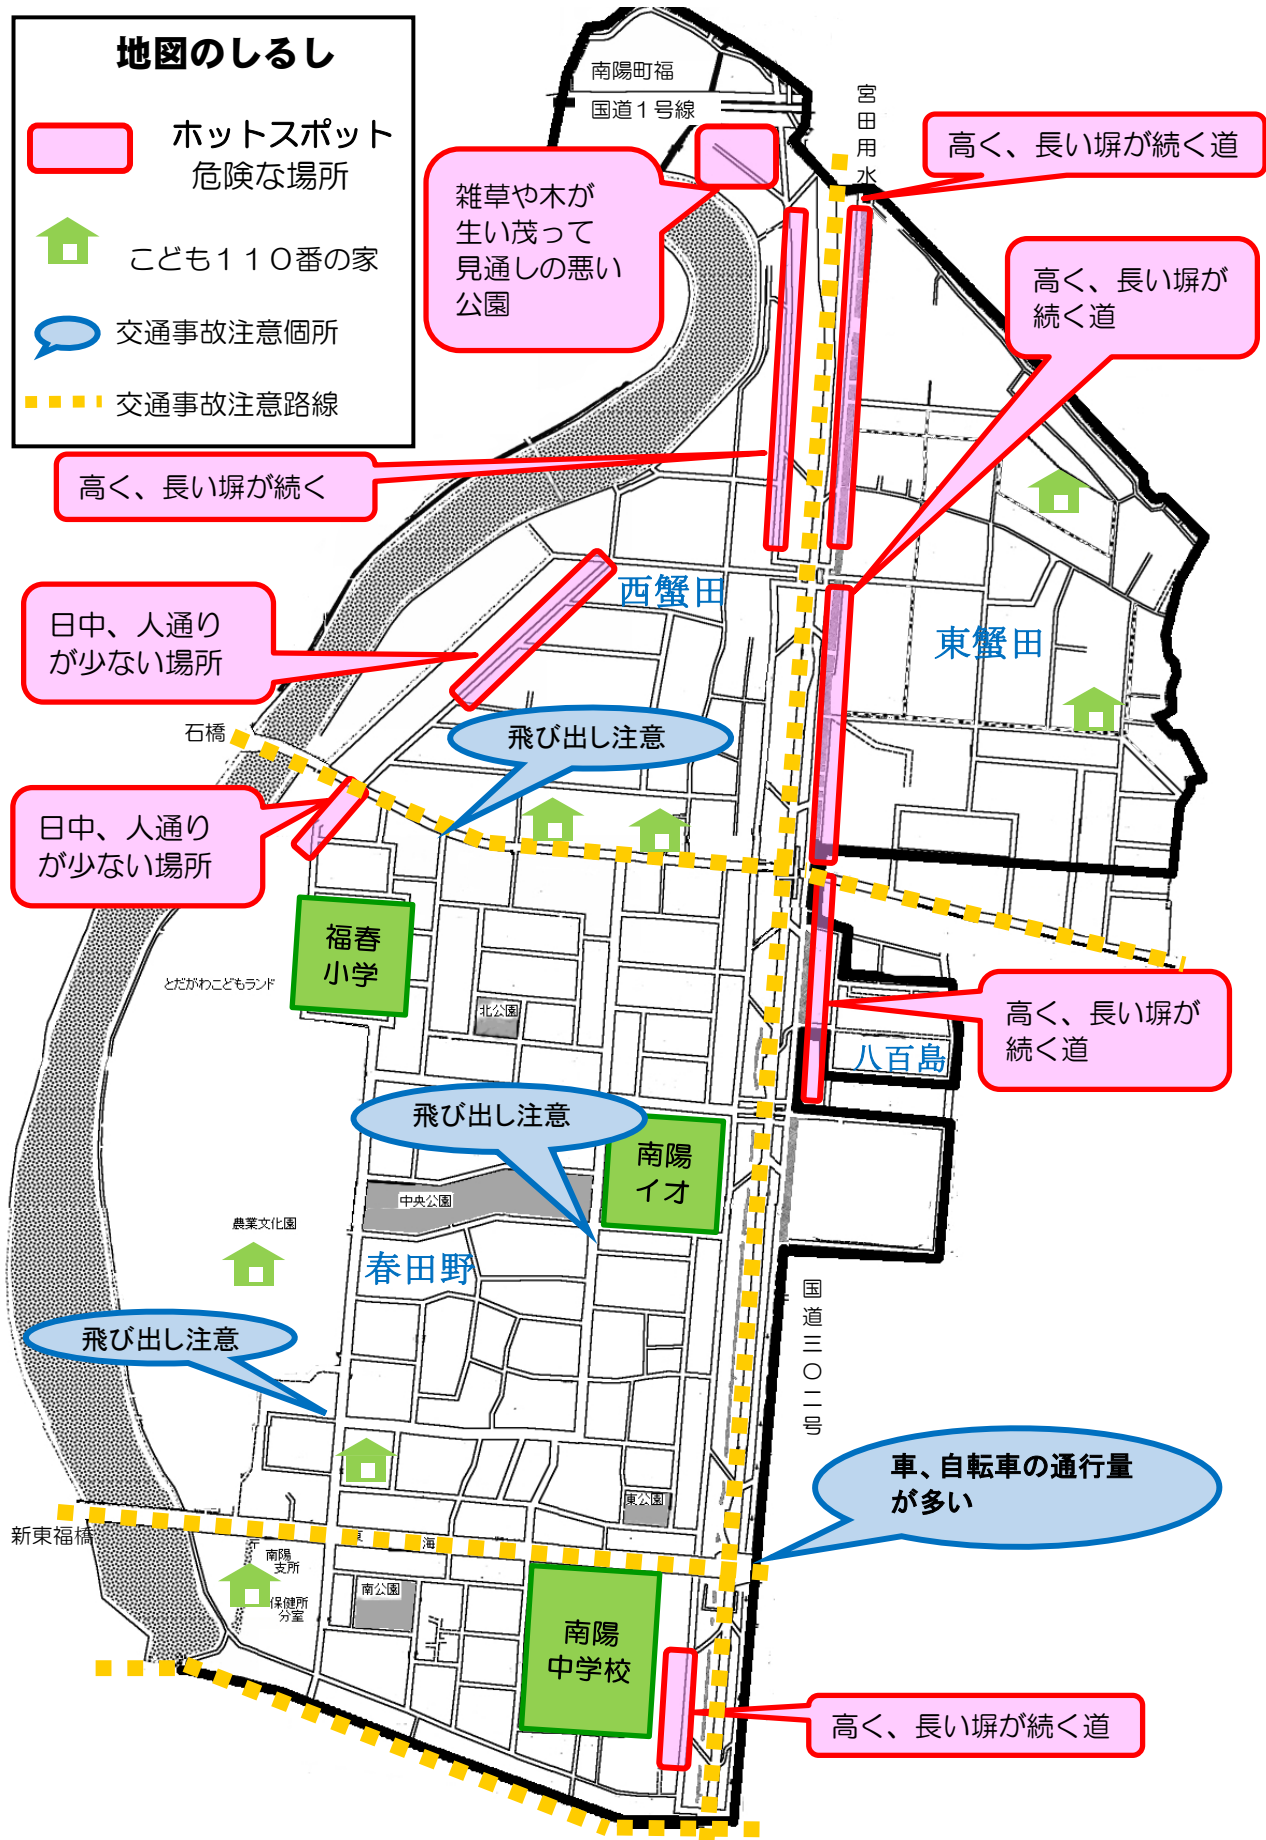 地図のしるし
ホットスポット
危険な場所
こども１１０番の家
交通事故注意個所
交通事故注意路線
南陽町福
国道１号線
宮田用水
高く、長い塀が続く道
雑草や木が
生い茂って
見通しの悪い
公園
高く、長い塀が
続く道
高く、長い塀が続く
西蟹田
東蟹田
日中、人通り
が少ない場所
石橋
飛び出し注意
日中、人通り
が少ない場所
福春
小学
とだがわこどもランド
北公園
高く、長い塀が
続く道
八百島
飛び出し注意
南陽
イオ
中央公園
農業文化園
春田野
国道三〇二号
飛び出し注意
車、自転車の通行量
が多い
東公園
新東福橋
東
海
南陽
支所
保健所
分室
南公園
南陽
中学校
高く、長い塀が続く道